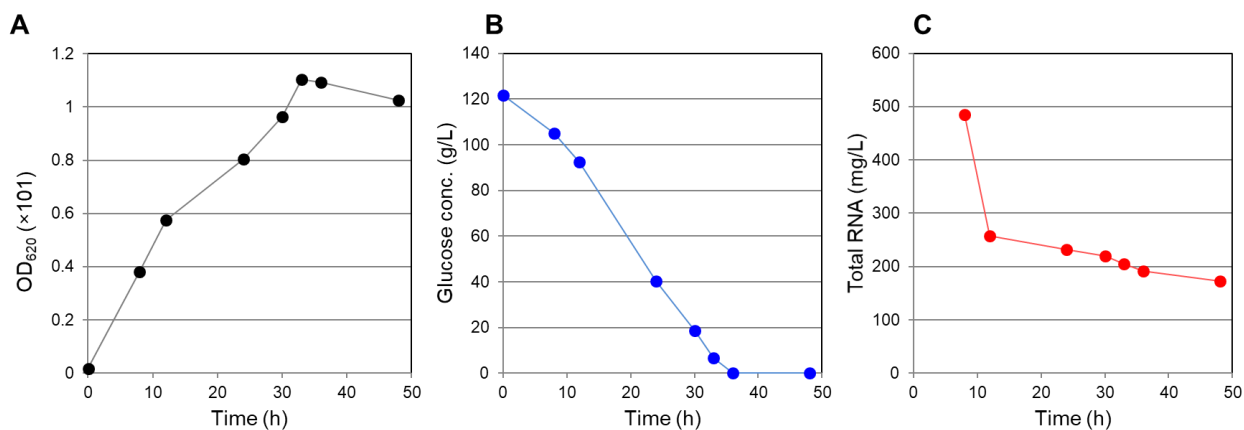 A
OD620 (×101)
1.2
1
0.8
0.6
0.4
0.2
0
0 10 20 30 40 50
Time (h)
B
Glucose conc. (g/L)
140
120
100
80
60
40
20
0
0 10 20 30 40 50
Time (h)
C
Total RNA (mg/L)
600
500
400
300
200
100
0
0 10 20 30 40 50
Time (h)